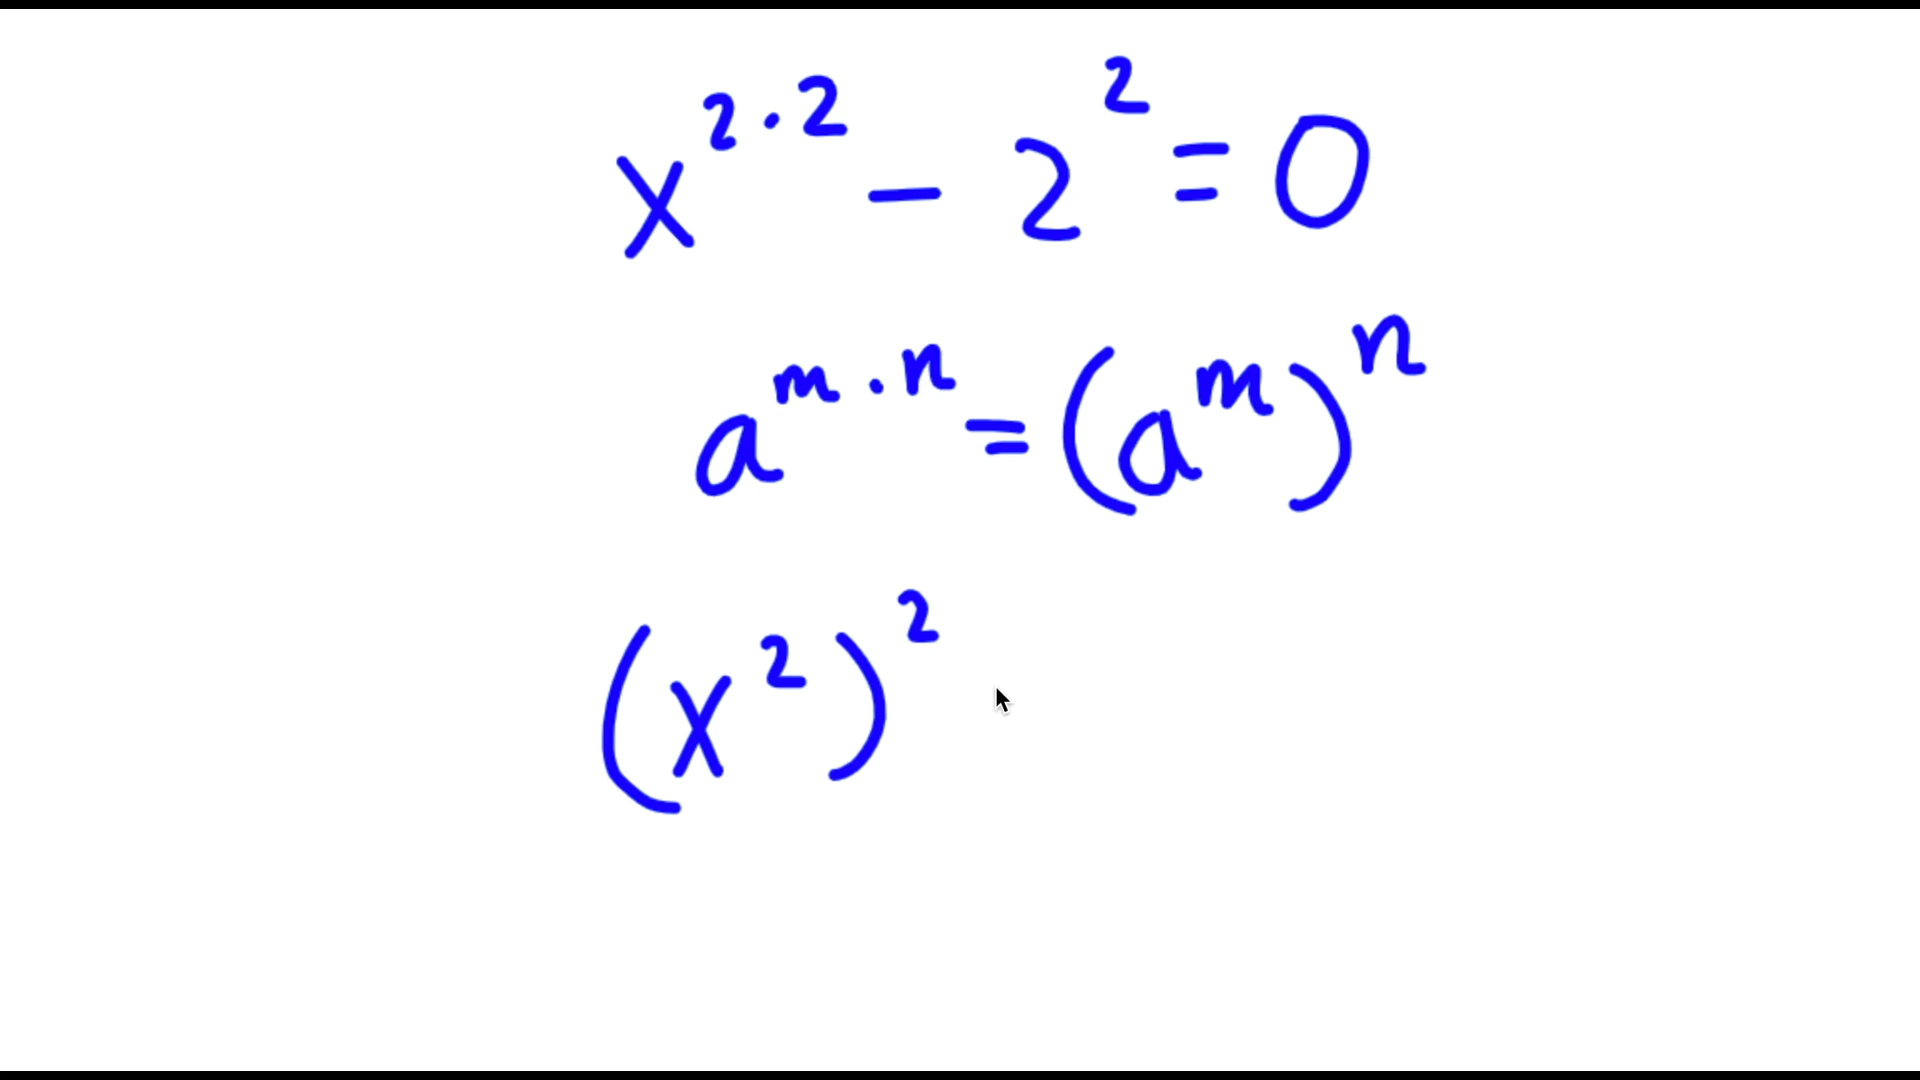 x^{2·2} − 2^2 = 0
a^{m·n} = (a^m)^n
(x^2)^2